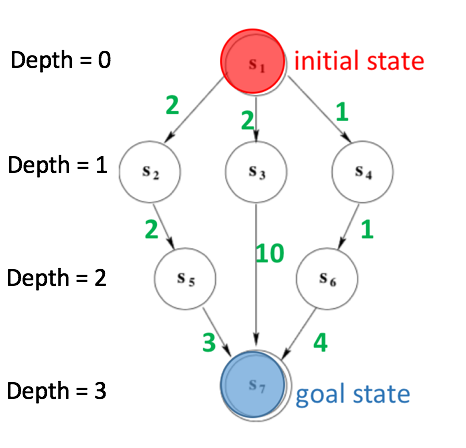 Depth = 0
s1
initial state
2
2
1
Depth = 1
s2
s3
s4
2
10
1
Depth = 2
s5
s6
3
4
Depth = 3
s7
goal state